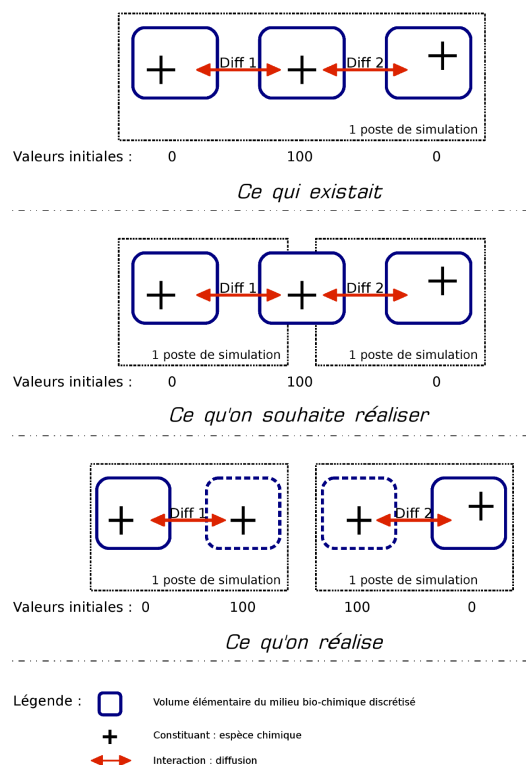 Diff 1 Diff 2
1 poste de simulation
Valeurs initiales : 0 100 0
Ce qui existait
Diff 1 Diff 2
1 poste de simulation 1 poste de simulation
Valeurs initiales : 0 100 0
Ce qu'on souhaite réaliser
Diff 1 Diff 2
1 poste de simulation 1 poste de simulation
Valeurs initiales : 0 100 100 0
Ce qu'on réalise
Légende : Volume élémentaire du milieu bio-chimique discrétisé
Constituant : espèce chimique
Interaction : diffusion